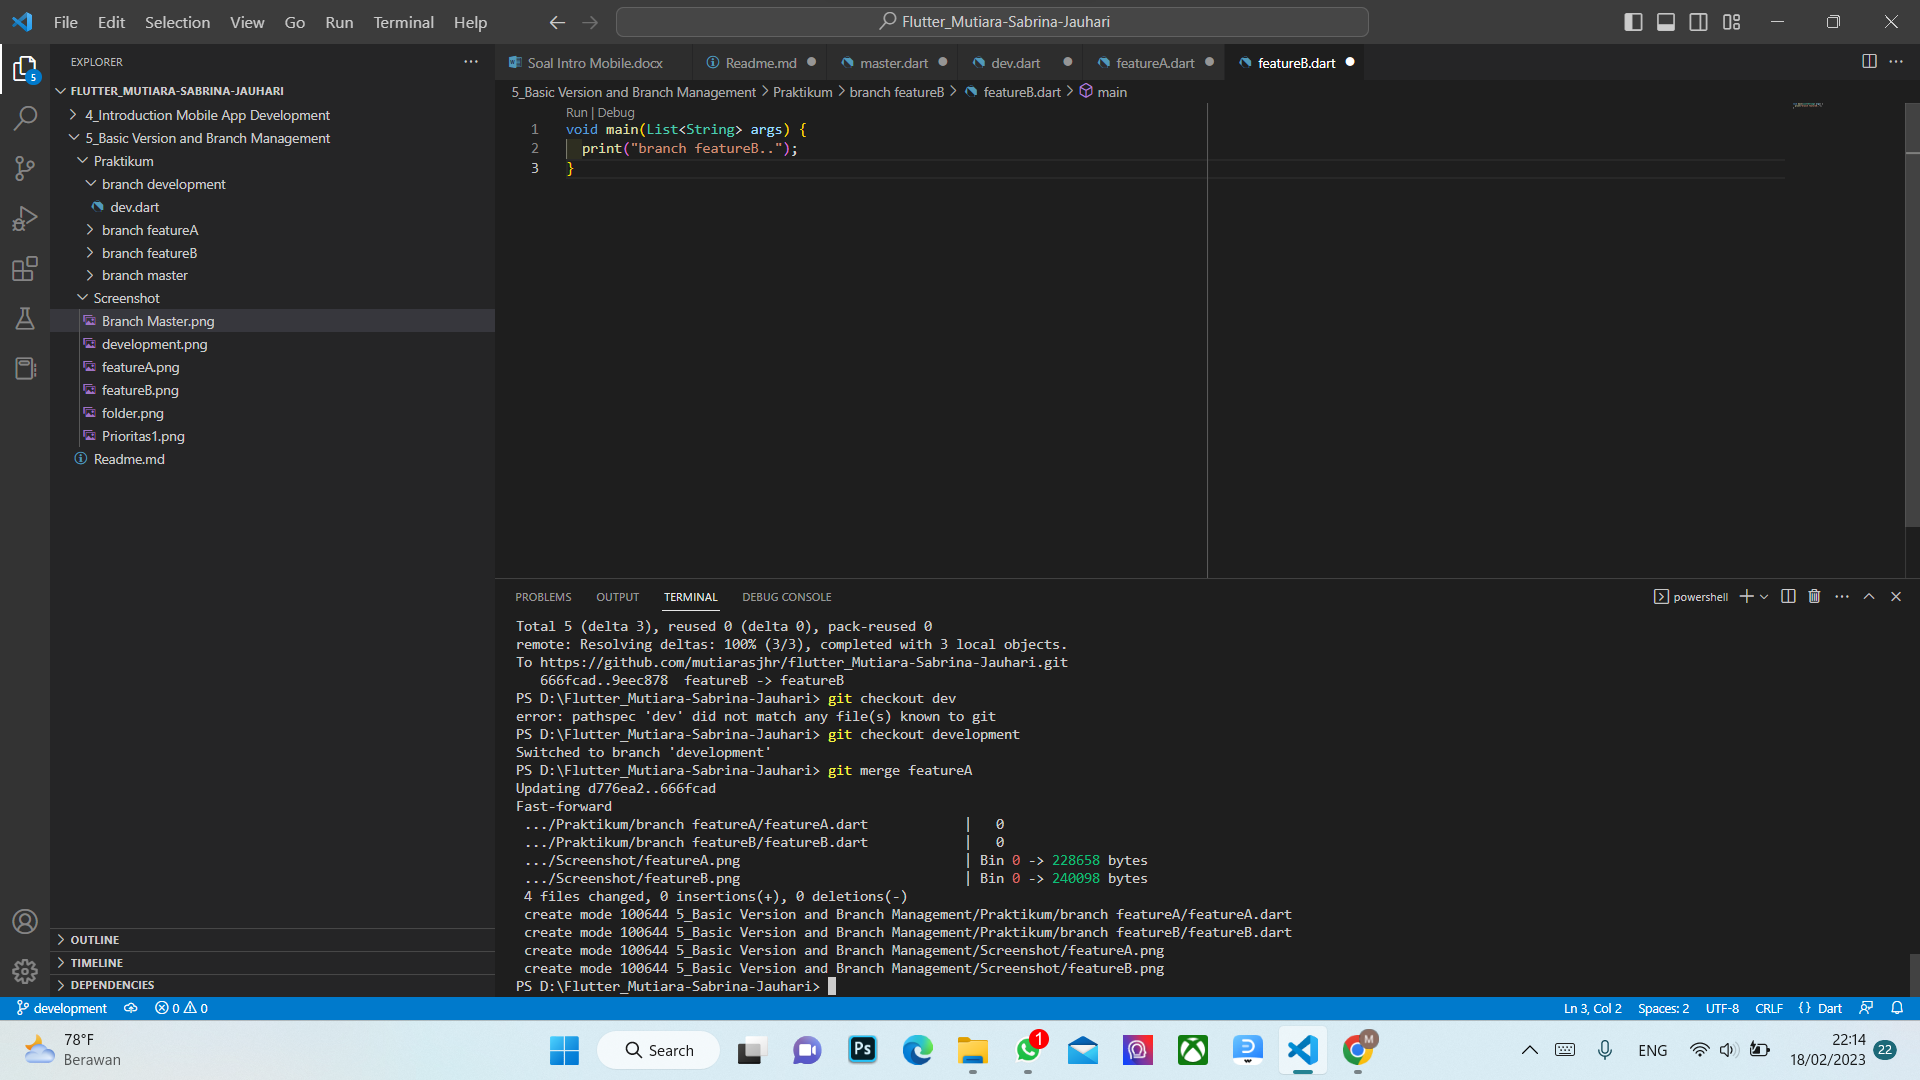 File Edit Selection View Go Run Terminal Help
Flutter_Mutiara-Sabrina-Jauhari
EXPLORER
5
FLUTTER_MUTIARA-SABRINA-JAUHARI
4_Introduction Mobile App Development
5_Basic Version and Branch Management
Praktikum
branch development
dev.dart
branch featureA
branch featureB
branch master
Screenshot
Branch Master.png
development.png
featureA.png
featureB.png
folder.png
Prioritas1.png
Readme.md
OUTLINE
TIMELINE
DEPENDENCIES
Soal Intro Mobile.docx Readme.md master.dart dev.dart featureA.dart featureB.dart
5_Basic Version and Branch Management > Praktikum > branch featureB > featureB.dart > main
Run | Debug
1 void main(List<String> args) {
2 print("branch featureB..");
3 }
PROBLEMS OUTPUT TERMINAL DEBUG CONSOLE
powershell
Total 5 (delta 3), reused 0 (delta 0), pack-reused 0
remote: Resolving deltas: 100% (3/3), completed with 3 local objects.
To https://github.com/mutiarasjhr/flutter_Mutiara-Sabrina-Jauhari.git
666fcad..9eec878 featureB -> featureB
PS D:\Flutter_Mutiara-Sabrina-Jauhari> git checkout dev
error: pathspec 'dev' did not match any file(s) known to git
PS D:\Flutter_Mutiara-Sabrina-Jauhari> git checkout development
Switched to branch 'development'
PS D:\Flutter_Mutiara-Sabrina-Jauhari> git merge featureA
Updating d776ea2..666fcad
Fast-forward
.../Praktikum/branch featureA/featureA.dart | 0
.../Praktikum/branch featureB/featureB.dart | 0
.../Screenshot/featureA.png | Bin 0 -> 228658 bytes
.../Screenshot/featureB.png | Bin 0 -> 240098 bytes
4 files changed, 0 insertions(+), 0 deletions(-)
create mode 100644 5_Basic Version and Branch Management/Praktikum/branch featureA/featureA.dart
create mode 100644 5_Basic Version and Branch Management/Praktikum/branch featureB/featureB.dart
create mode 100644 5_Basic Version and Branch Management/Screenshot/featureA.png
create mode 100644 5_Basic Version and Branch Management/Screenshot/featureB.png
PS D:\Flutter_Mutiara-Sabrina-Jauhari>
development 0 0
Ln 3, Col 2 Spaces: 2 UTF-8 CRLF {} Dart
78°F
Berawan
Search
Ps
1
M
ENG
22:14
18/02/2023
22